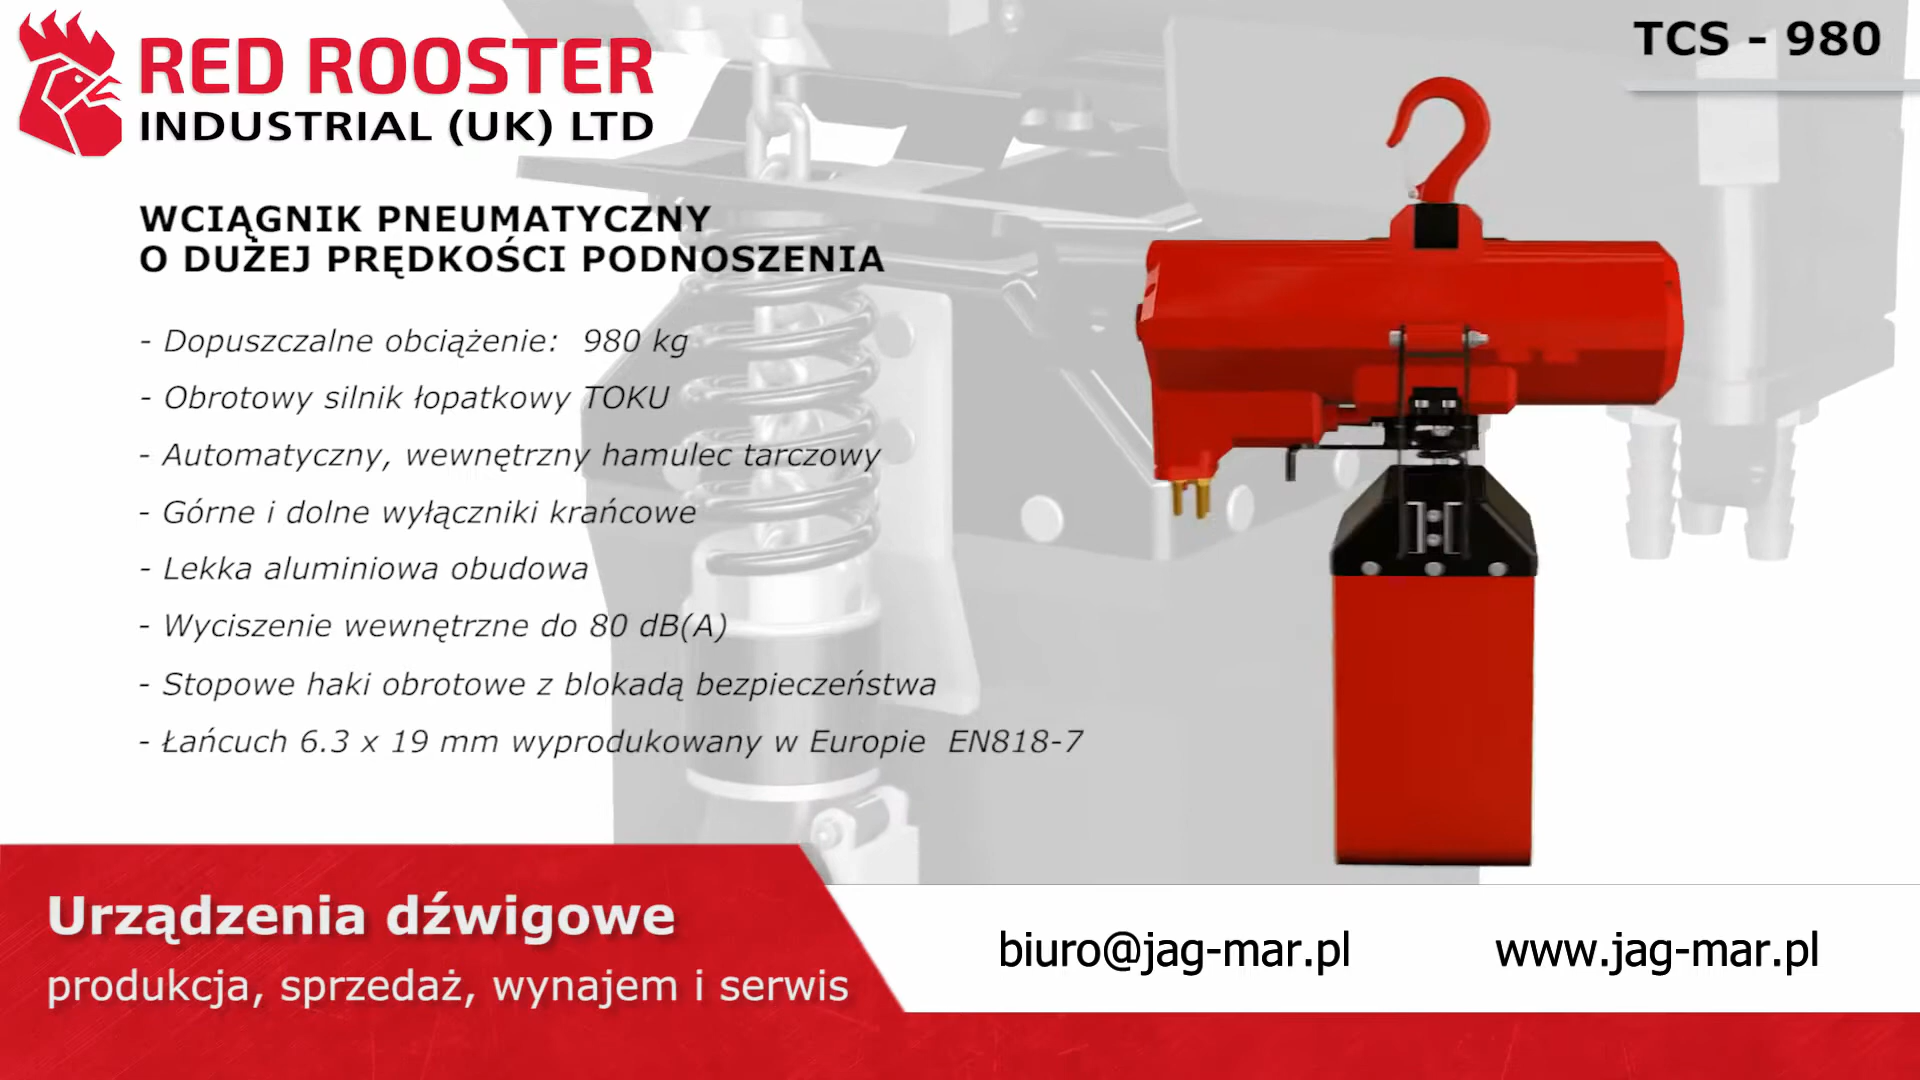 RED ROOSTER
INDUSTRIAL (UK) LTD
TCS - 980
WCIĄGNIK PNEUMATYCZNY
O DUŻEJ PRĘDKOŚCI PODNOSZENIA
- Dopuszczalne obciążenie: 980 kg
- Obrotowy silnik łopatkowy TOKU
- Automatyczny, wewnętrzny hamulec tarczowy
- Górne i dolne wyłączniki krańcowe
- Lekka aluminiowa obudowa
- Wyciszenie wewnętrzne do 80 dB(A)
- Stopowe haki obrotowe z blokadą bezpieczeństwa
- Łańcuch 6.3 x 19 mm wyprodukowany w Europie EN818-7
Urządzenia dźwigowe
produkcja, sprzedaż, wynajem i serwis
biuro@jag-mar.pl
www.jag-mar.pl